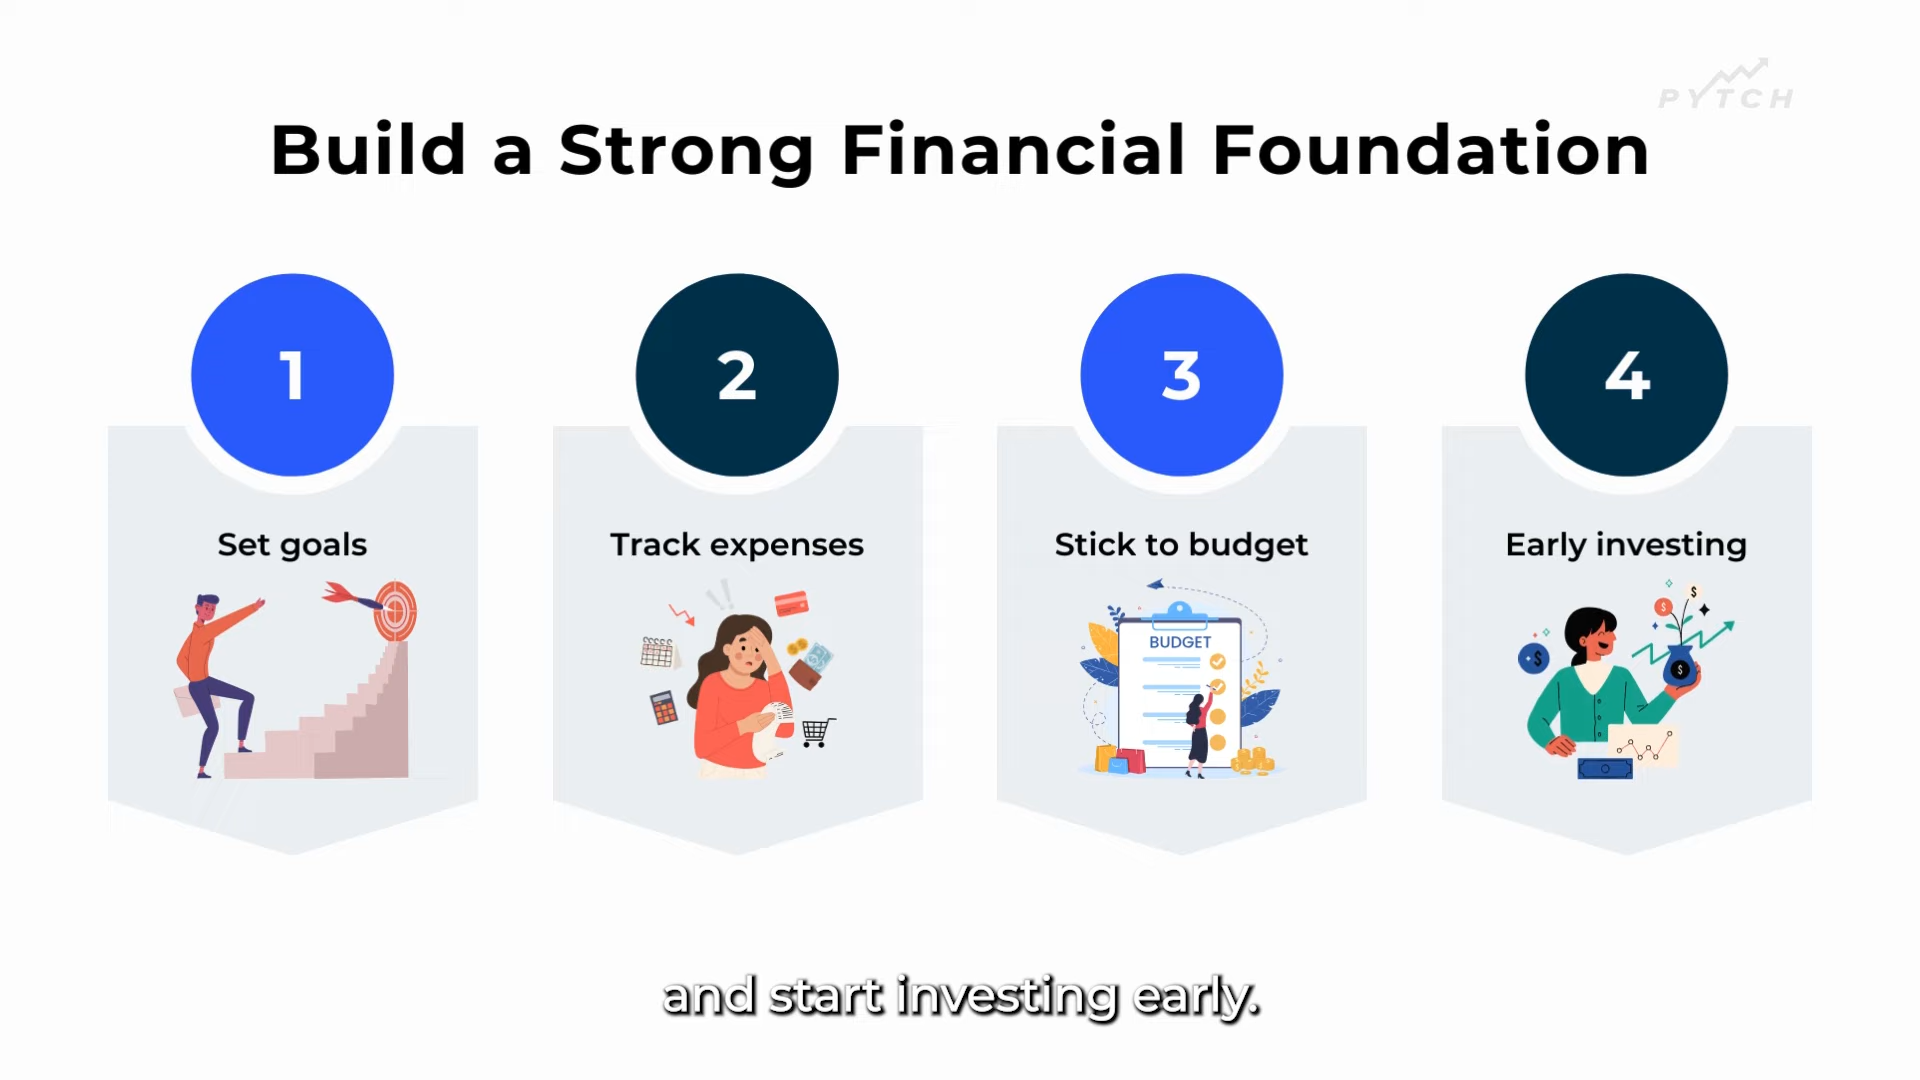 PYTCH
Build a Strong Financial Foundation
1
2
3
4
Set goals
Track expenses
Stick to budget
Early investing
BUDGET
$
$
$
$
and start investing early.